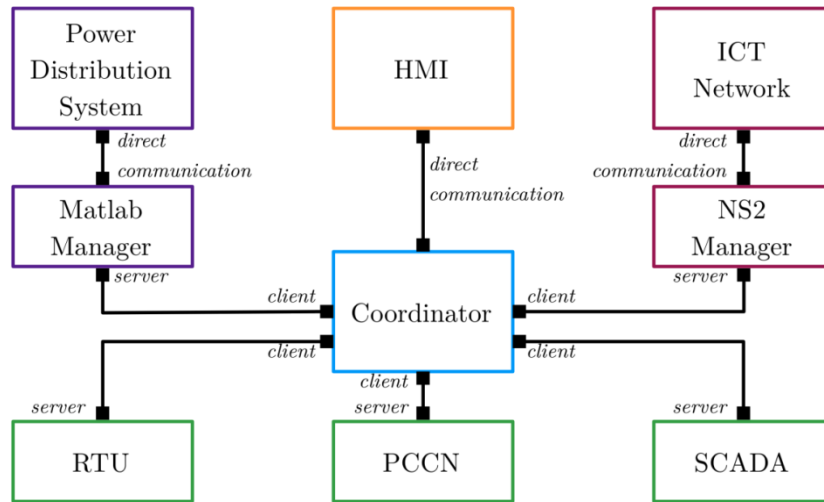 Power
Distribution
System
HMI
ICT
Network
direct
communication
direct
communication
direct
communication
Matlab
Manager
NS2
Manager
server
client
Coordinator
client
server
client
client
client
server
server
server
RTU
PCCN
SCADA